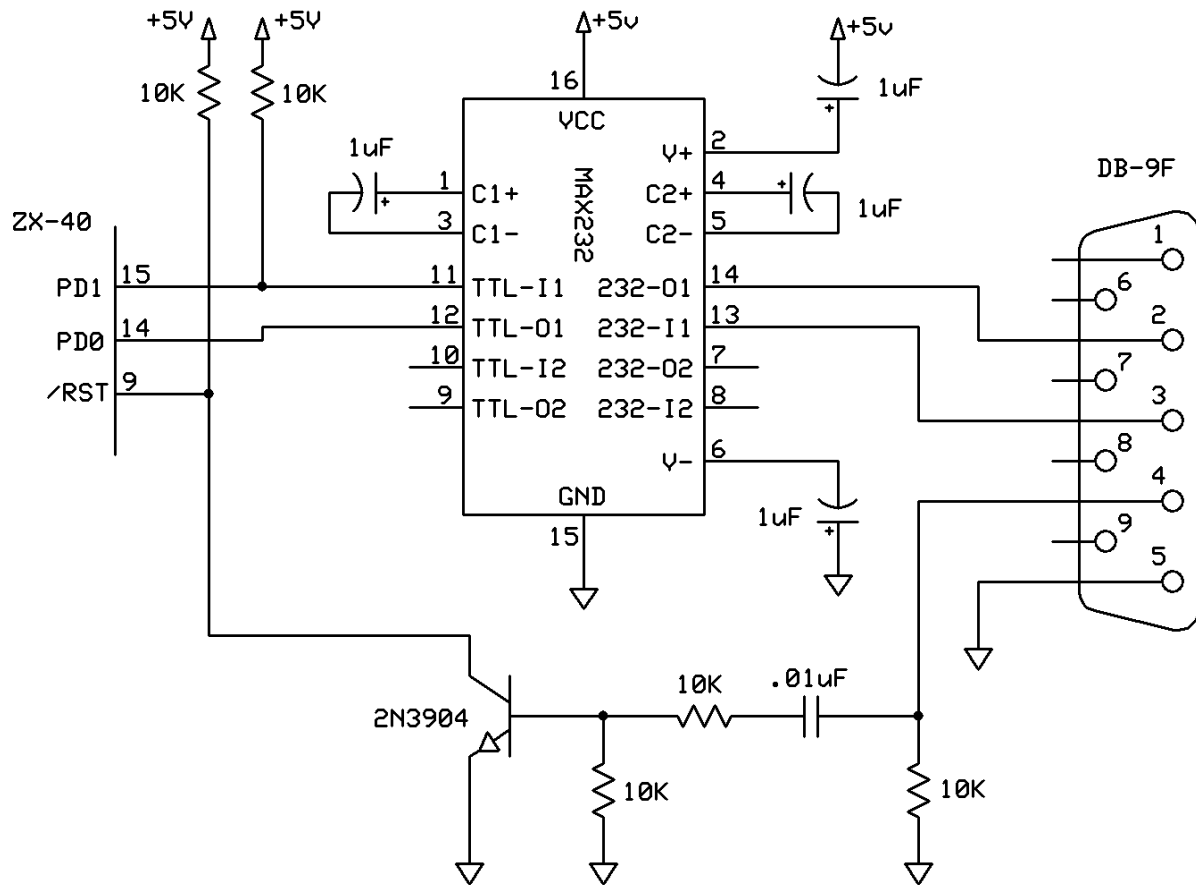 +5V
+5V
+5v
+5v
10K
10K
16
1uF
VCC
1uF
V+
2
DB-9F
MAX232
1
C1+
C2+
4
1uF
3
C1-
C2-
5
ZX-40
1
PD1
15
11
TTL-I1
232-O1
14
6
PD0
14
12
TTL-O1
232-I1
13
2
10
TTL-I2
232-O2
7
7
/RST
9
9
TTL-O2
232-I2
8
3
V-
6
8
GND
15
1uF
4
9
5
10K
.01uF
2N3904
10K
10K